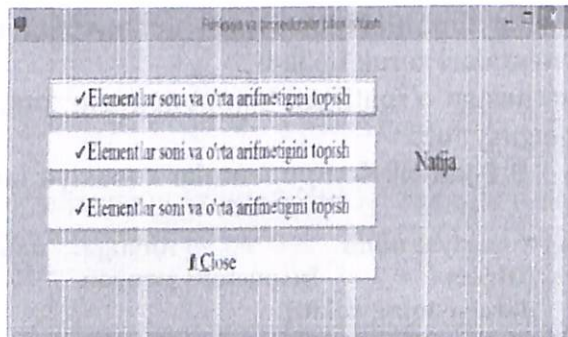 ✓Elementlar soni va o'rta arifmetigini topish
✓Elementlar soni va o'rta arifmetigini topish
Natija
✓Elementlar soni va o'rta arifmetigini topish
Close